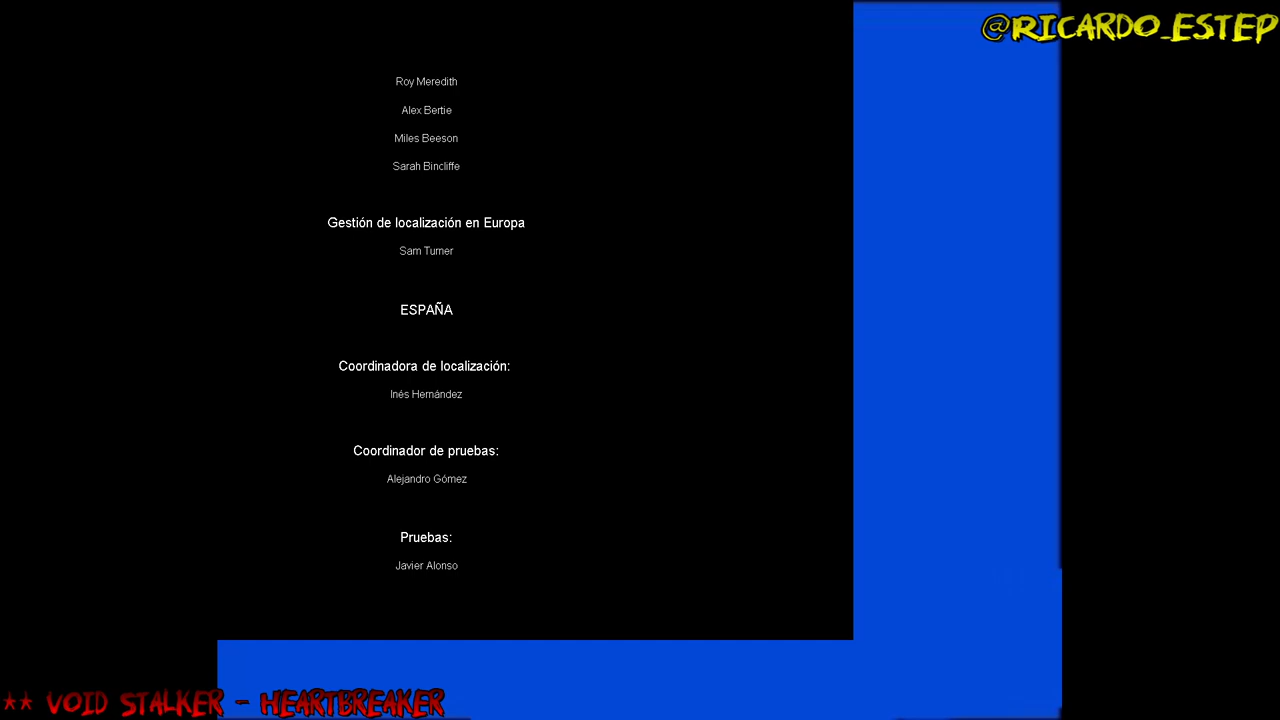 @RICARDO_ESTEP
Roy Meredith
Alex Bertie
Miles Beeson
Sarah Bincliffe
Gestión de localización en Europa
Sam Turner
ESPAÑA
Coordinadora de localización:
Inés Hernández
Coordinador de pruebas:
Alejandro Gómez
Pruebas:
Javier Alonso
** VOID STALKER - HEARTBREAKER